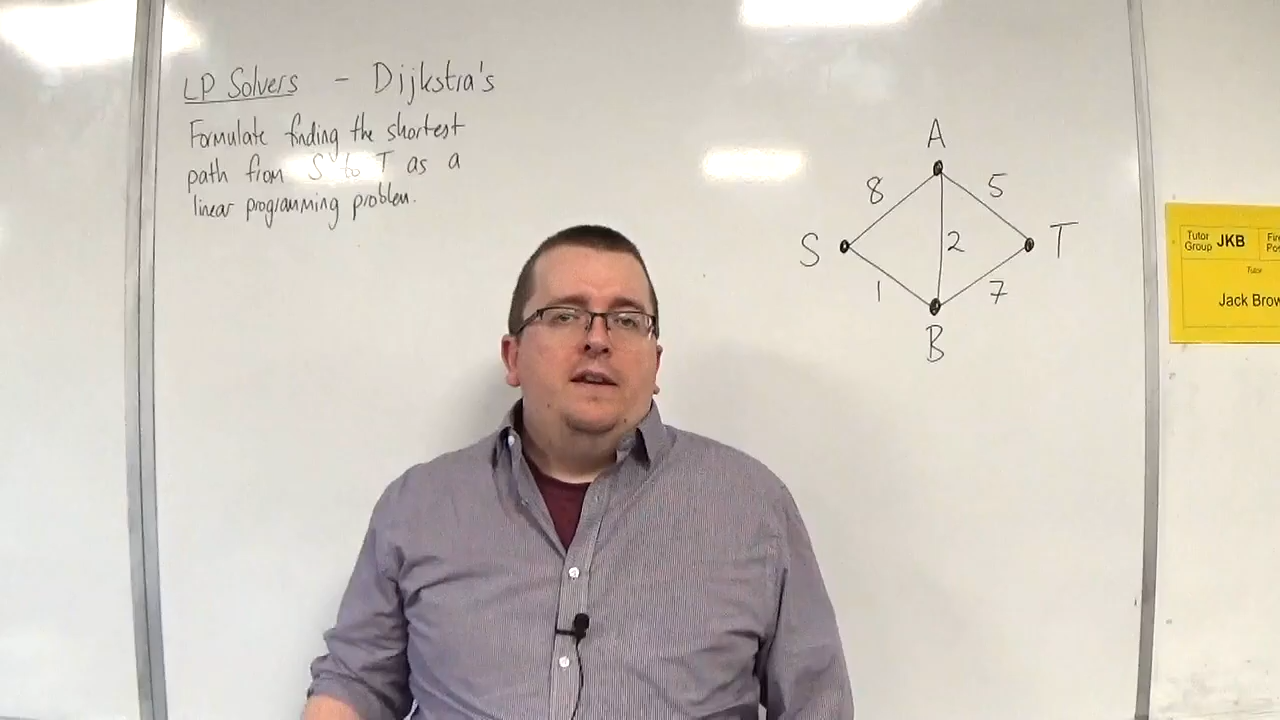 LP Solvers - Dijkstra's
Formulate finding the shortest
path from S to T as a
linear programming problem.
A
8
5
S
2
T
1
7
B
Tutor
Group JKB
Tutor
Jack